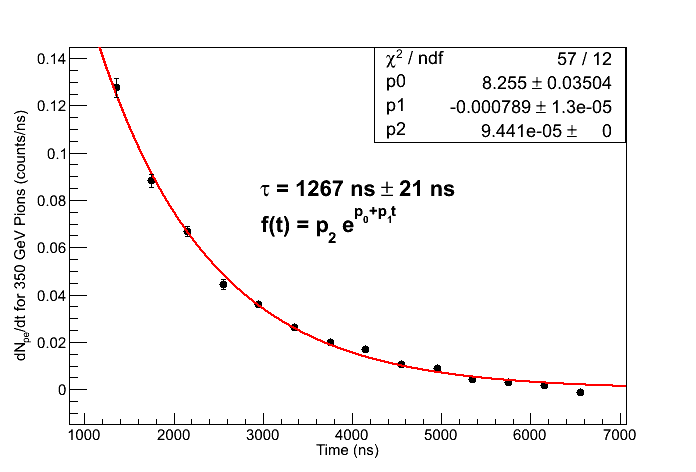 χ² / ndf 57 / 12
p0 8.255 ± 0.03504
p1 -0.000789 ± 1.3e-05
p2 9.441e-05 ± 0
τ = 1267 ns ± 21 ns
f(t) = p₂ e^(p₀+p₁t)
dN_pe/dt for 350 GeV Pions (counts/ns)
0.14
0.12
0.1
0.08
0.06
0.04
0.02
0
1000 2000 3000 4000 5000 6000 7000
Time (ns)